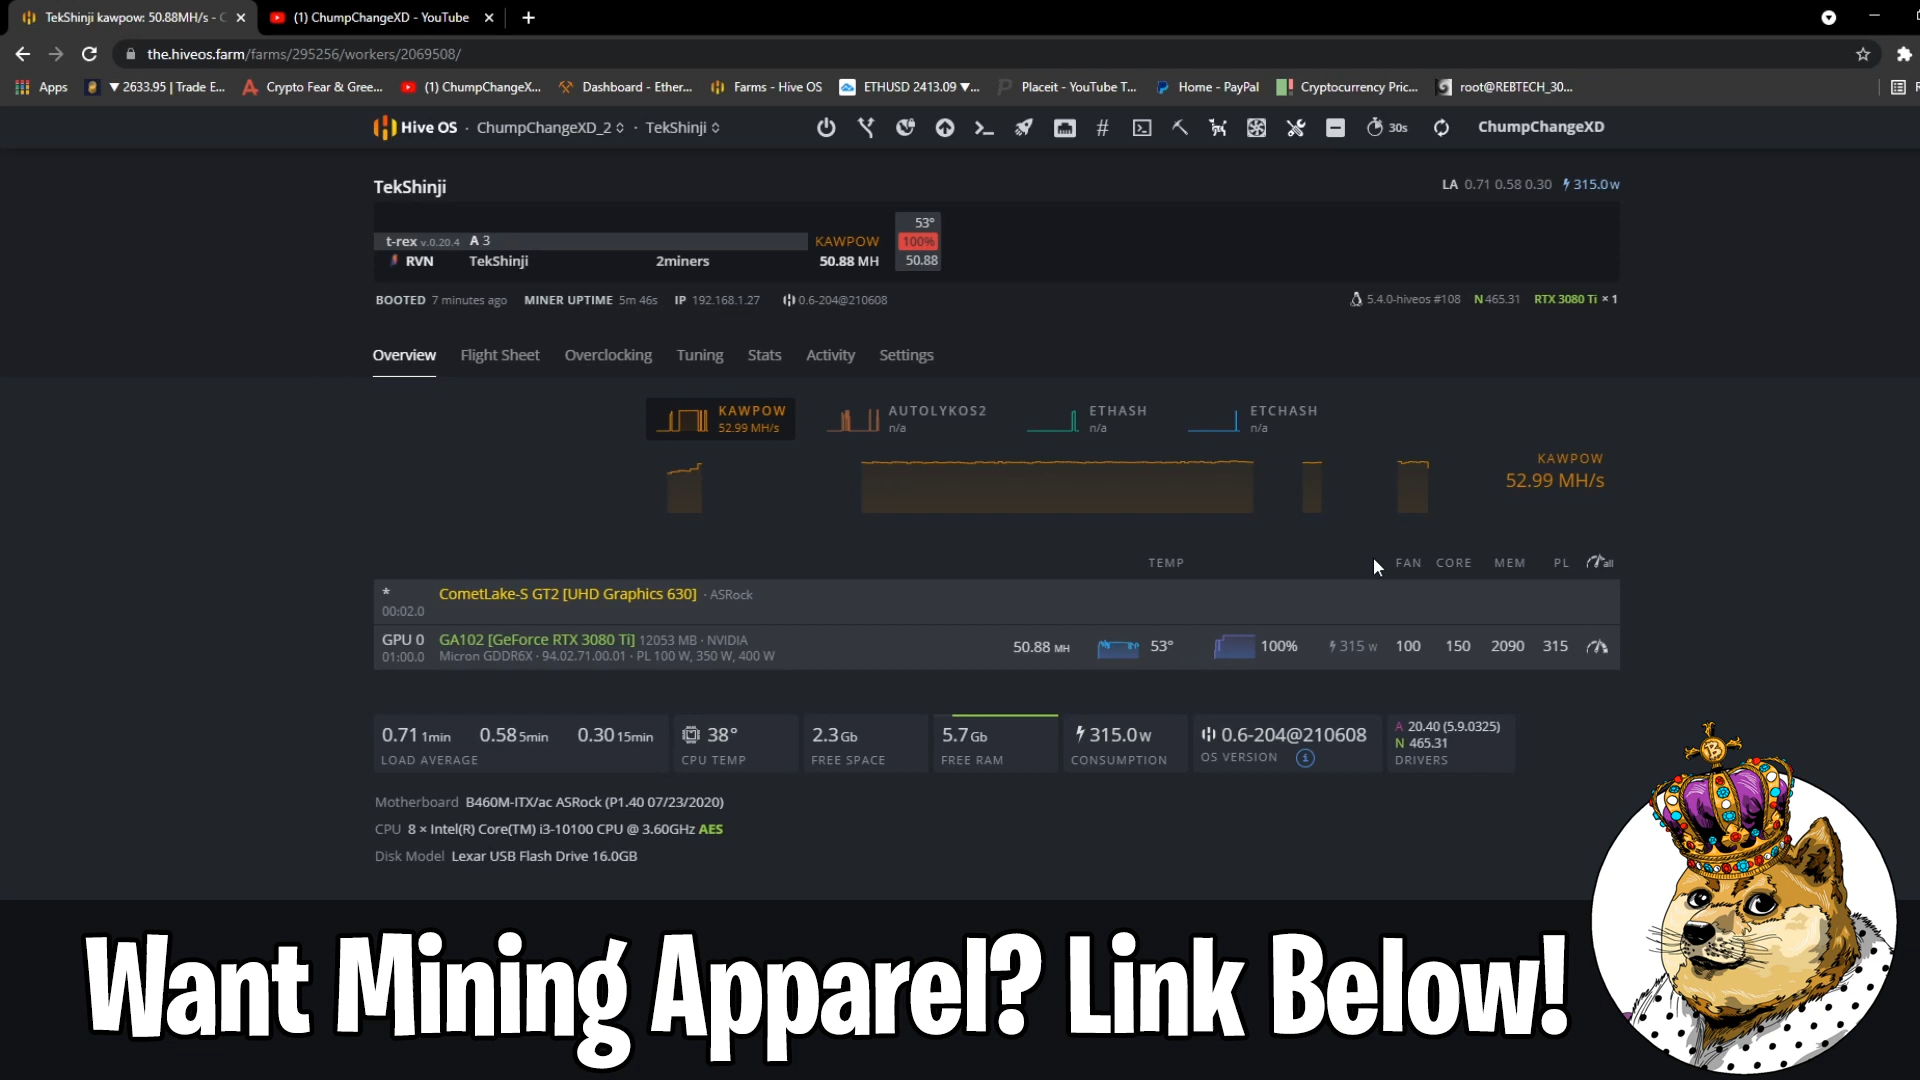 TekShinji kawpow: 50.88MH/s - C
(1) ChumpChangeXD - YouTube
the.hiveos.farm/farms/295256/workers/2069508/
Apps ▼ 2633.95 | Trade E... Crypto Fear & Gree... (1) ChumpChangeX... Dashboard - Ether... Farms - Hive OS ETHUSD 2413.09 ▼... Placeit - YouTube T... Home - PayPal Cryptocurrency Pric... root@REBTECH_30...
Hive OS · ChumpChangeXD_2 · TekShinji 30s ChumpChangeXD
TekShinji LA 0.71 0.58 0.30 315.0 w
53°
t-rex v.0.20.4 A 3 KAWPOW 100%
RVN TekShinji 2miners 50.88 MH 50.88
BOOTED 7 minutes ago MINER UPTIME 5m 46s IP 192.168.1.27 0.6-204@210608 5.4.0-hiveos #108 N 465.31 RTX 3080 Ti × 1
Overview Flight Sheet Overclocking Tuning Stats Activity Settings
KAWPOW AUTOLYKOS2 ETHASH ETCHASH
52.99 MH/s n/a n/a n/a
KAWPOW
52.99 MH/s
TEMP FAN CORE MEM PL all
* CometLake-S GT2 [UHD Graphics 630] · ASRock
00:02.0
GPU 0 GA102 [GeForce RTX 3080 Ti] 12053 MB · NVIDIA
50.88 MH 53° 100% 315 w 100 150 2090 315
01:00.0 Micron GDDR6X · 94.02.71.00.01 · PL 100 W, 350 W, 400 W
0.71 1min 0.58 5min 0.30 15min
LOAD AVERAGE
38°
CPU TEMP
2.3 Gb
FREE SPACE
5.7 Gb
FREE RAM
315.0 w
CONSUMPTION
0.6-204@210608
OS VERSION i
A 20.40 (5.9.0325)
N 465.31
DRIVERS
Motherboard B460M-ITX/ac ASRock (P1.40 07/23/2020)
CPU 8 × Intel(R) Core(TM) i3-10100 CPU @ 3.60GHz AES
Disk Model Lexar USB Flash Drive 16.0GB
Want Mining Apparel? Link Below!